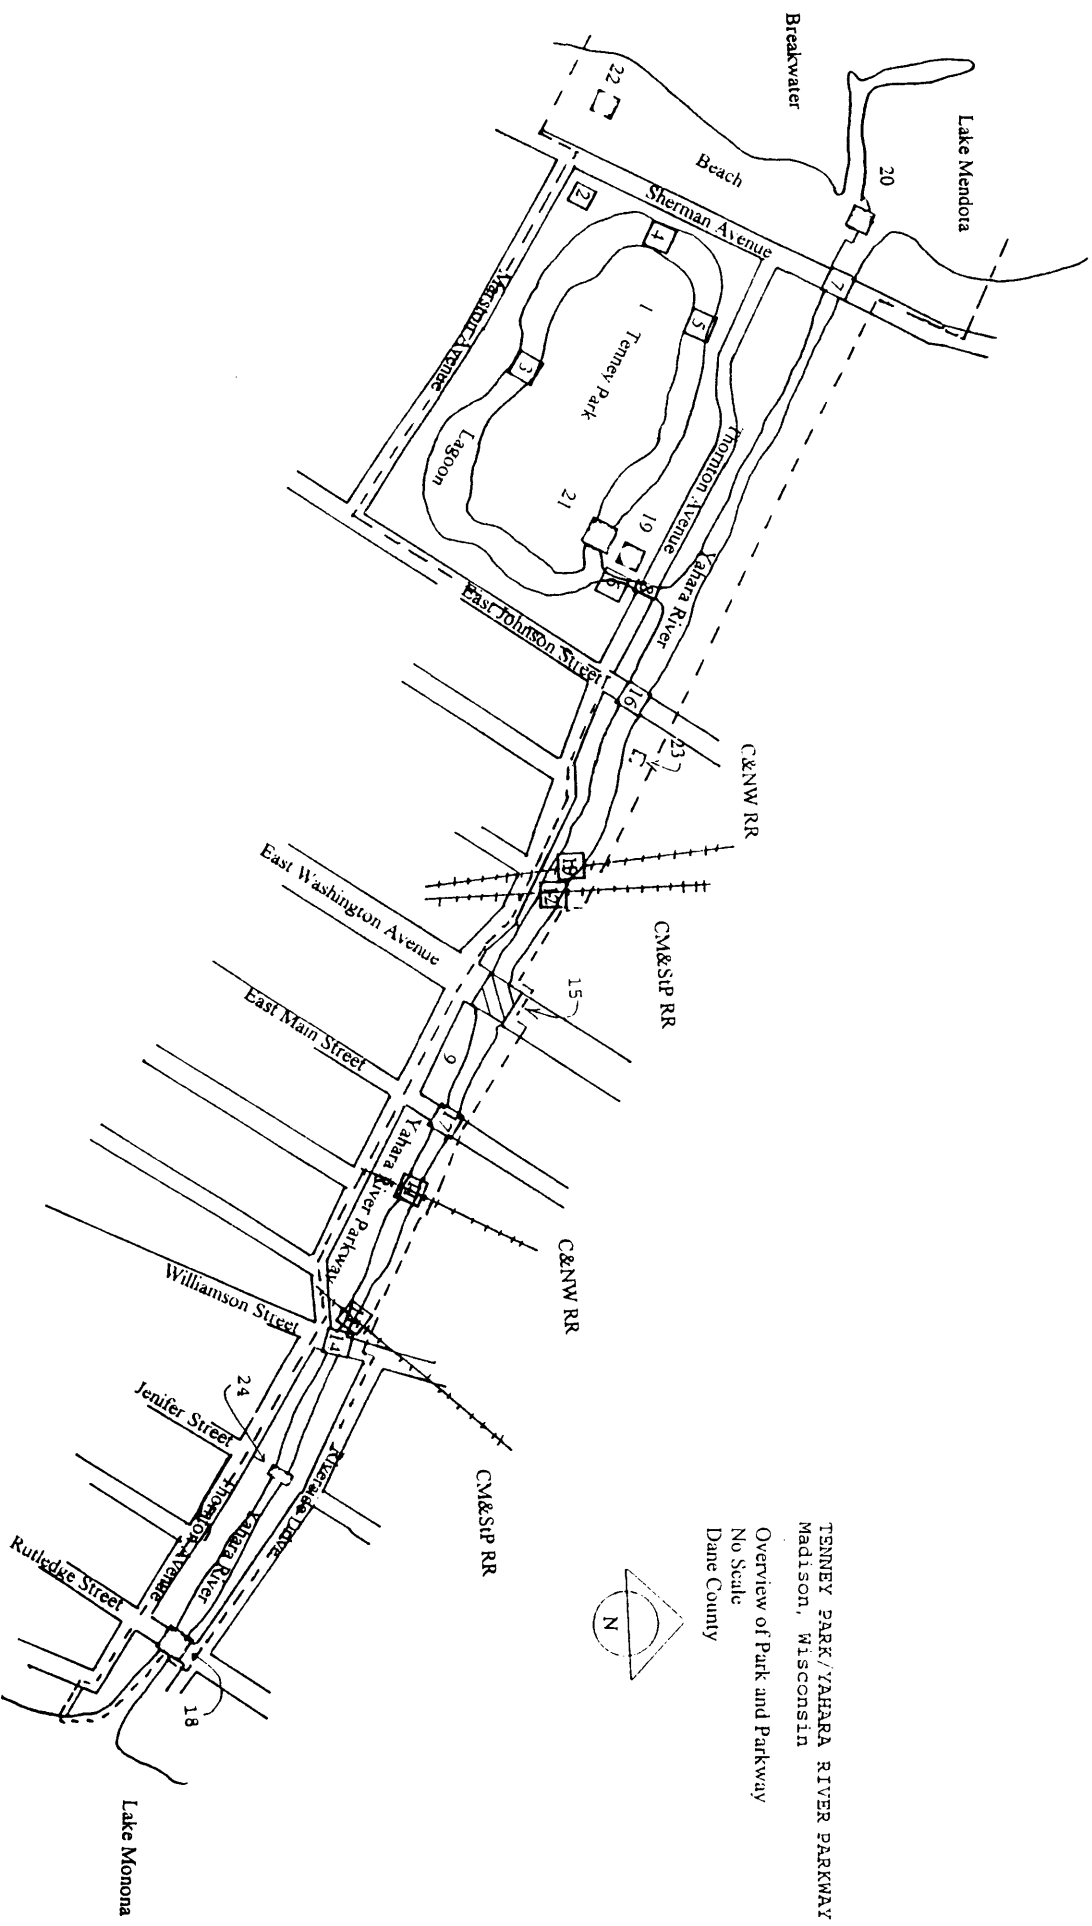 TENNEY PARK/YAHARA RIVER PARKWAY
Madison, Wisconsin
Overview of Park and Parkway
No Scale
Dane County
N
Lake Mendota
Breakwater
20
22
Beach
Sherman Avenue
7
2
4
5
3
1
Tenney Park
Marston Avenue
Lagoon
21
19
6
8
Thornton Avenue
Yahara River
East Johnson Street
16
23
C&NW RR
10
12
CM&StP RR
East Washington Avenue
15
East Main Street
9
17
Yahara River Parkway
11
C&NW RR
Williamson Street
14
CM&StP RR
24
Jenifer Street
Riverside Drive
Thornton Avenue
Yahara River
Rutledge Street
18
Lake Monona